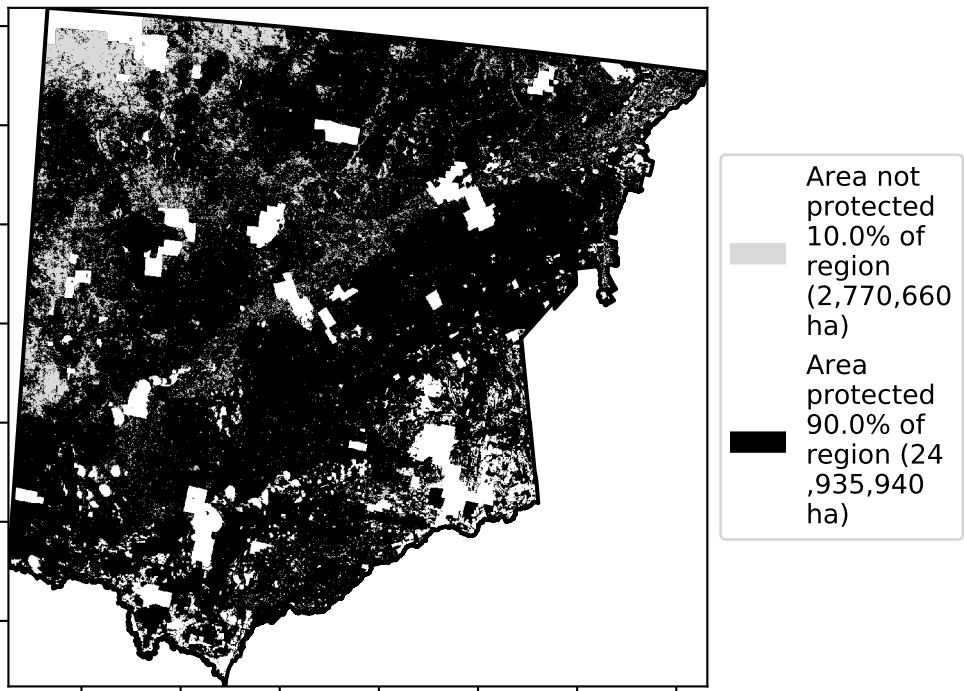 Area not
protected
10.0% of
region
(2,770,660
ha)
Area
protected
90.0% of
region (24
,935,940
ha)